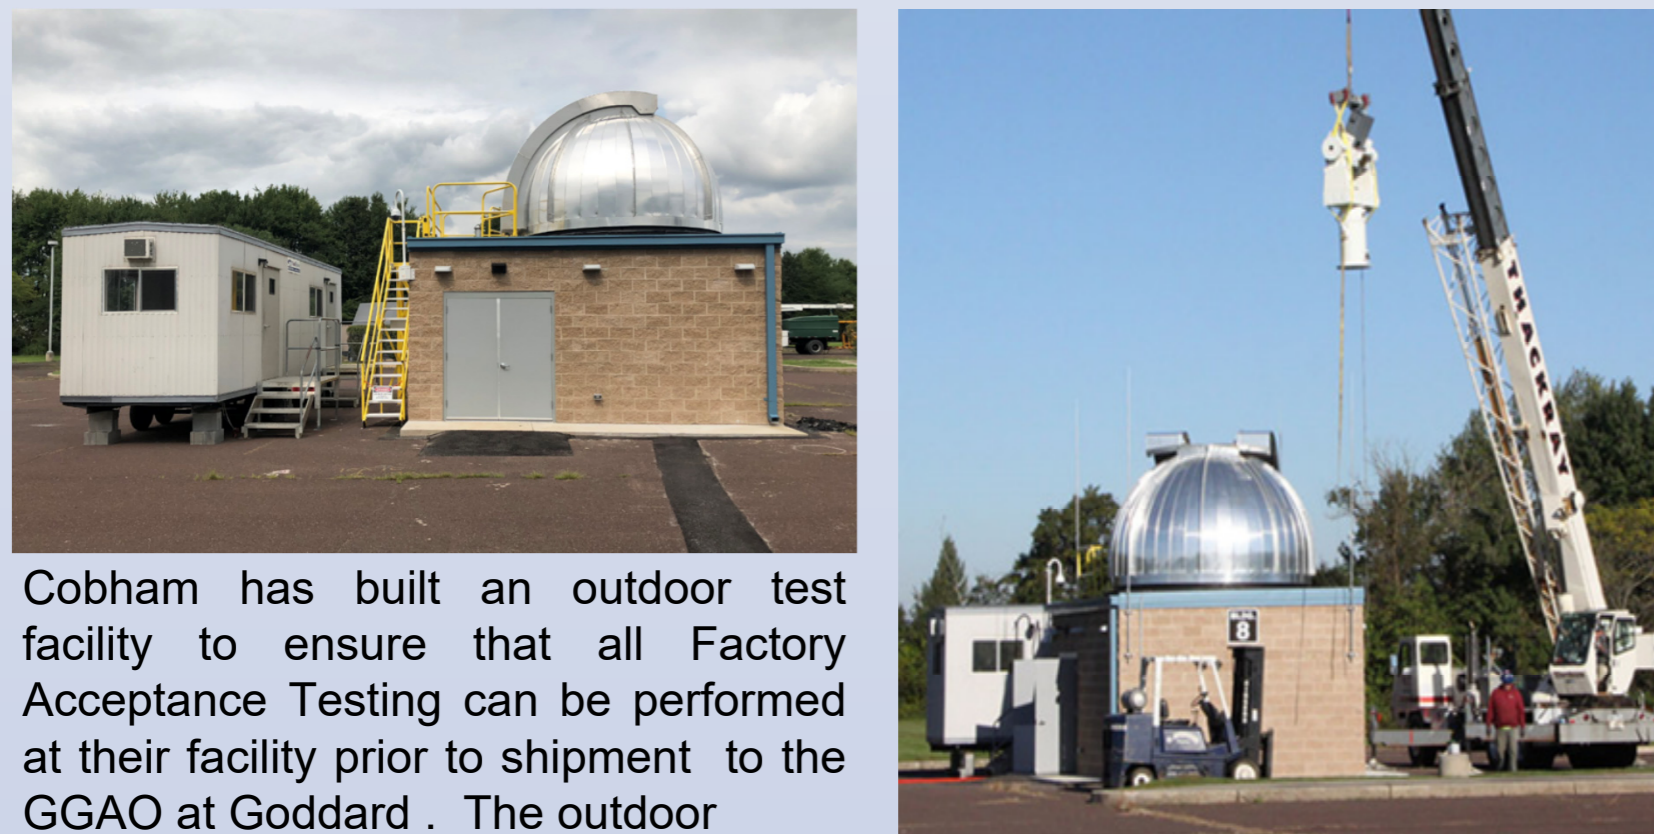 Cobham has built an outdoor test
facility to ensure that all Factory
Acceptance Testing can be performed
at their facility prior to shipment  to the
GGAO at Goddard .  The outdoor
THACKRAY
8